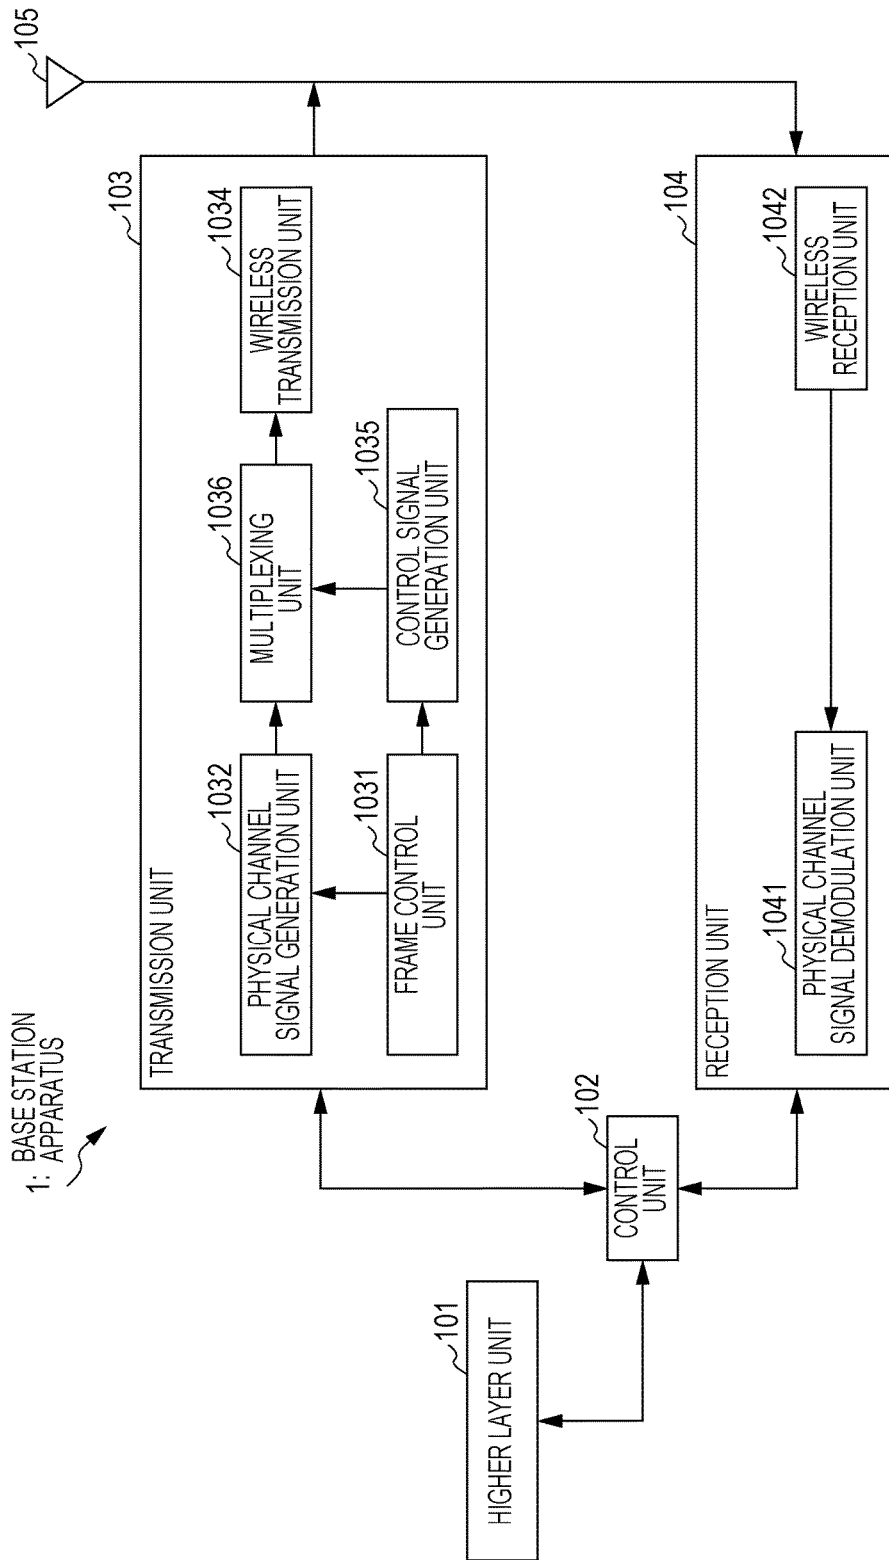 1: BASE STATION
APPARATUS
101
HIGHER LAYER UNIT
102
CONTROL
UNIT
103
TRANSMISSION UNIT
1032
PHYSICAL CHANNEL
SIGNAL GENERATION UNIT
1036
MULTIPLEXING
UNIT
1034
WIRELESS
TRANSMISSION UNIT
1031
FRAME CONTROL
UNIT
1035
CONTROL SIGNAL
GENERATION UNIT
105
104
RECEPTION UNIT
1041
PHYSICAL CHANNEL
SIGNAL DEMODULATION UNIT
1042
WIRELESS
RECEPTION UNIT